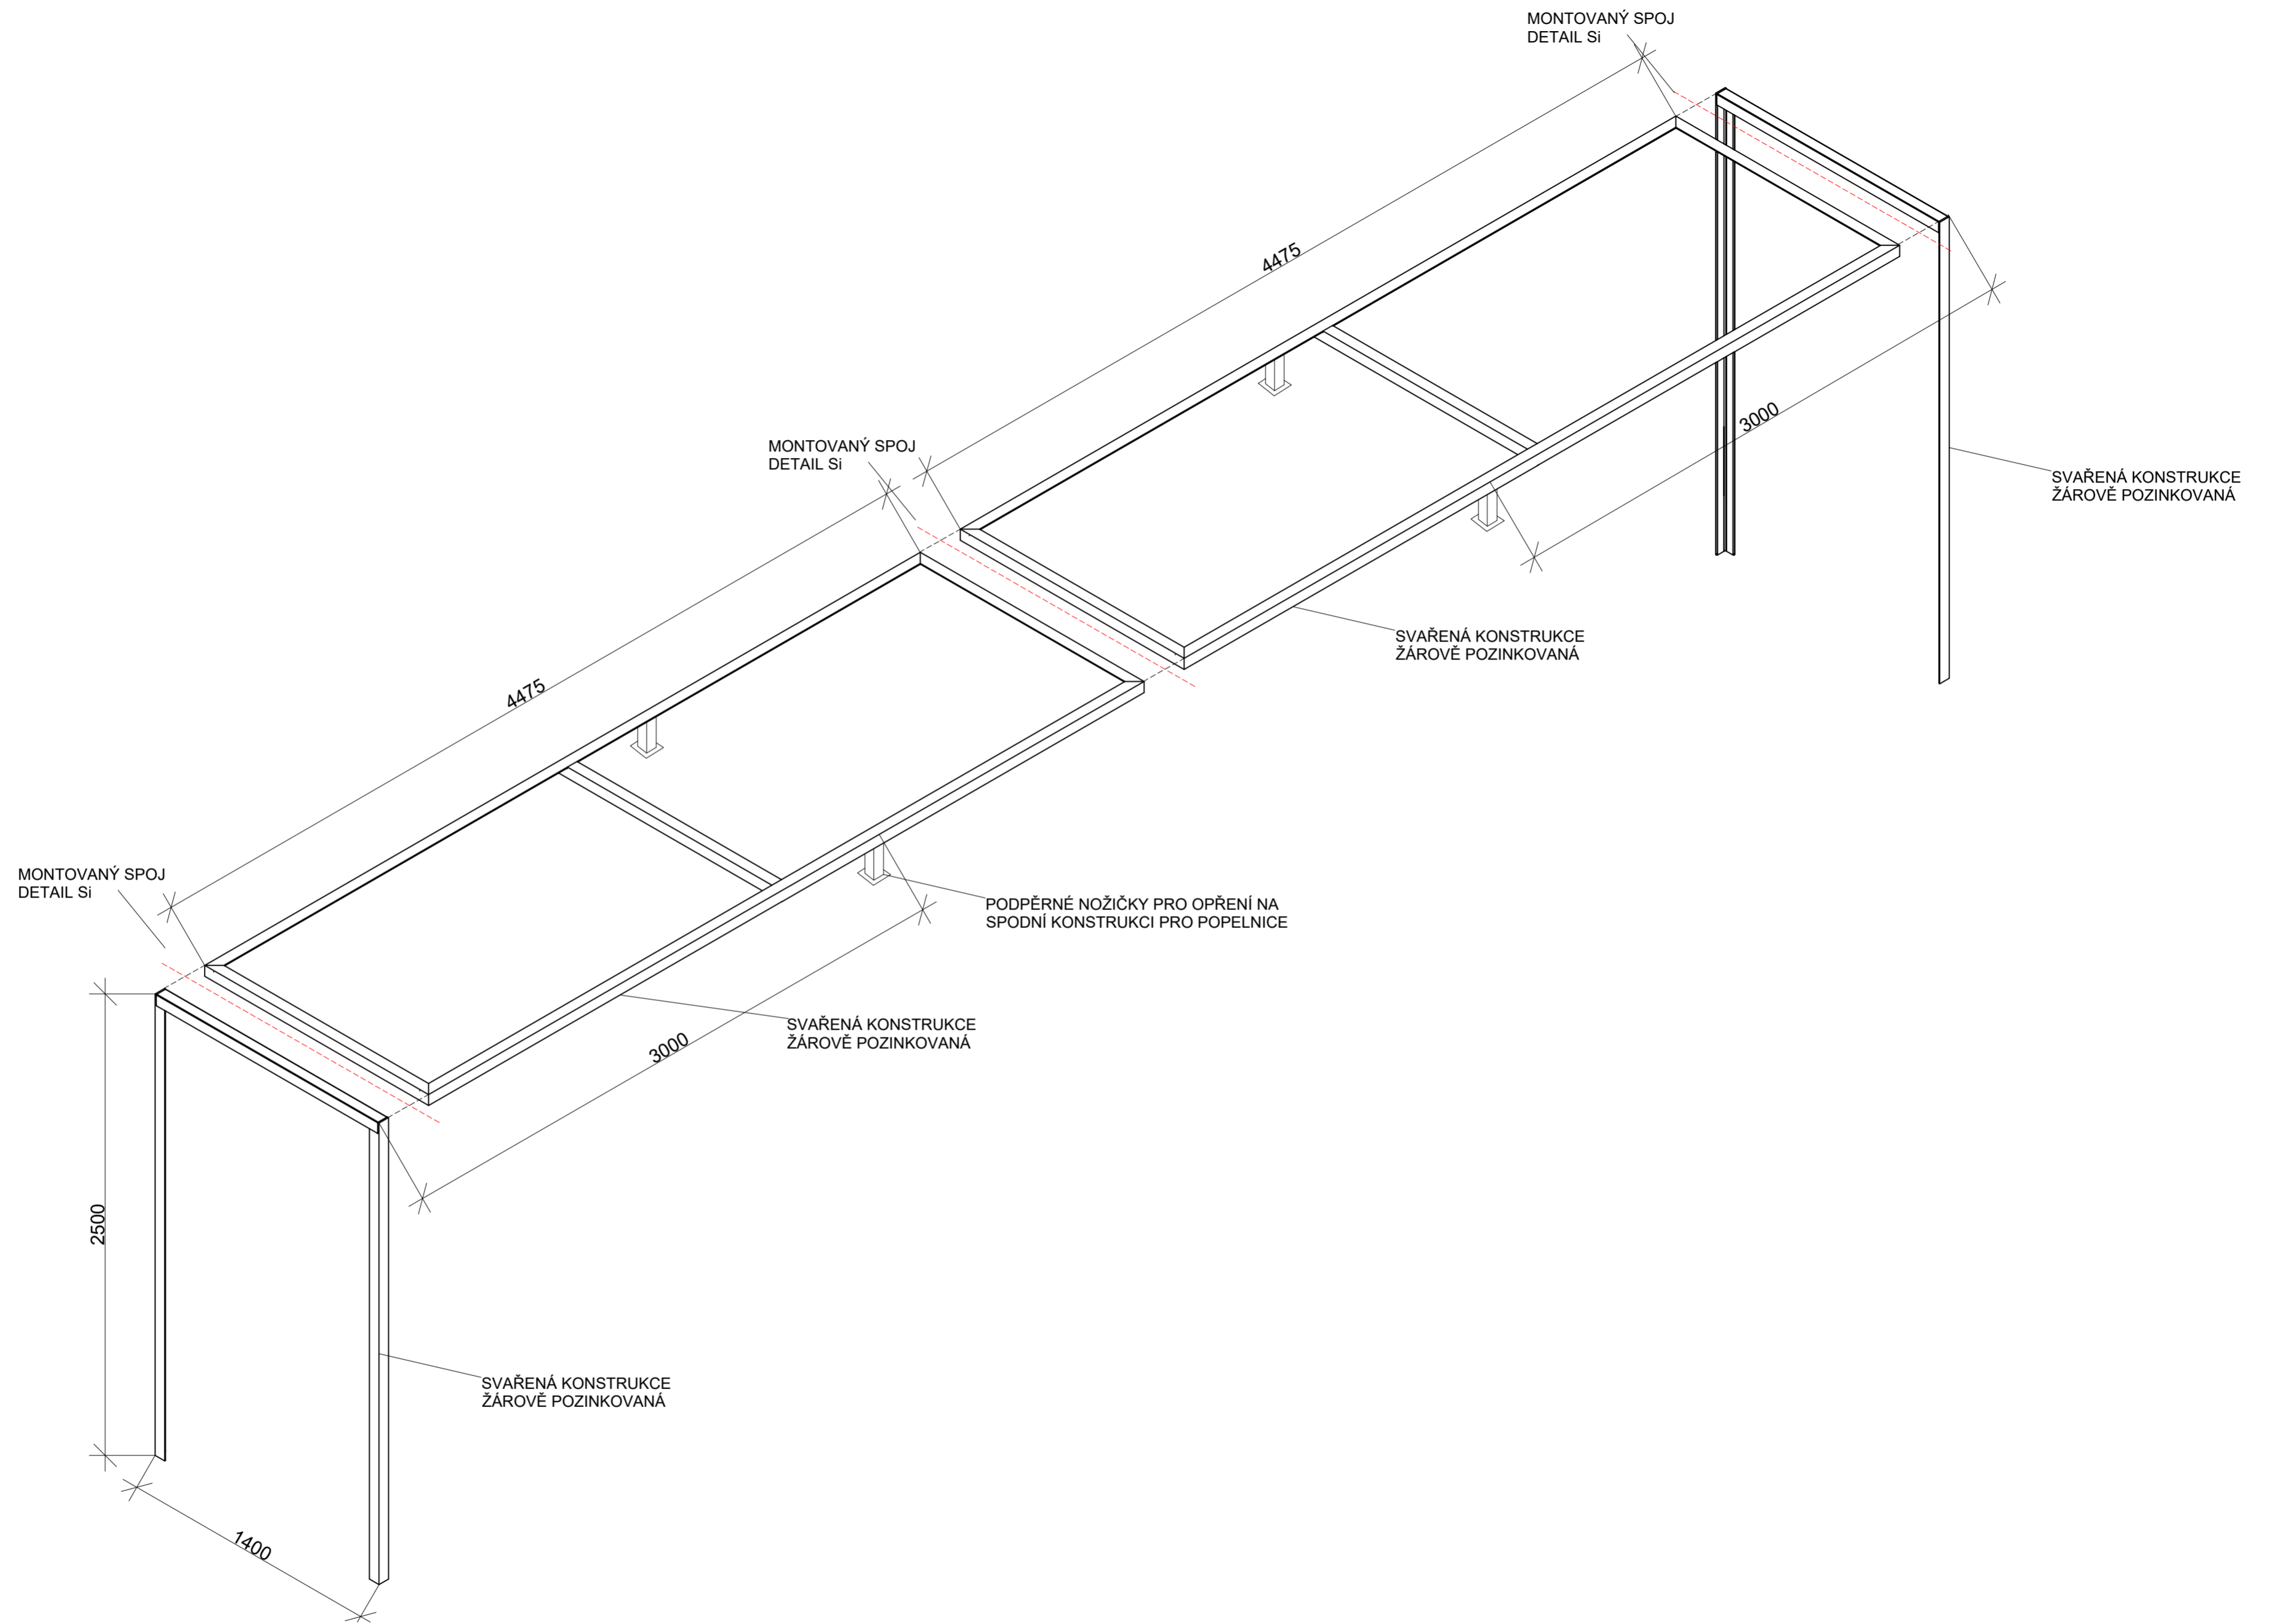 MONTOVANÝ SPOJ
DETAIL Si
4475
3000
MONTOVANÝ SPOJ
DETAIL Si
SVAŘENÁ KONSTRUKCE
ŽÁROVĚ POZINKOVANÁ
SVAŘENÁ KONSTRUKCE
ŽÁROVĚ POZINKOVANÁ
4475
MONTOVANÝ SPOJ
DETAIL Si
PODPĚRNÉ NOŽIČKY PRO OPŘENÍ NA
SPODNÍ KONSTRUKCI PRO POPELNICE
SVAŘENÁ KONSTRUKCE
ŽÁROVĚ POZINKOVANÁ
3000
2500
SVAŘENÁ KONSTRUKCE
ŽÁROVĚ POZINKOVANÁ
1400